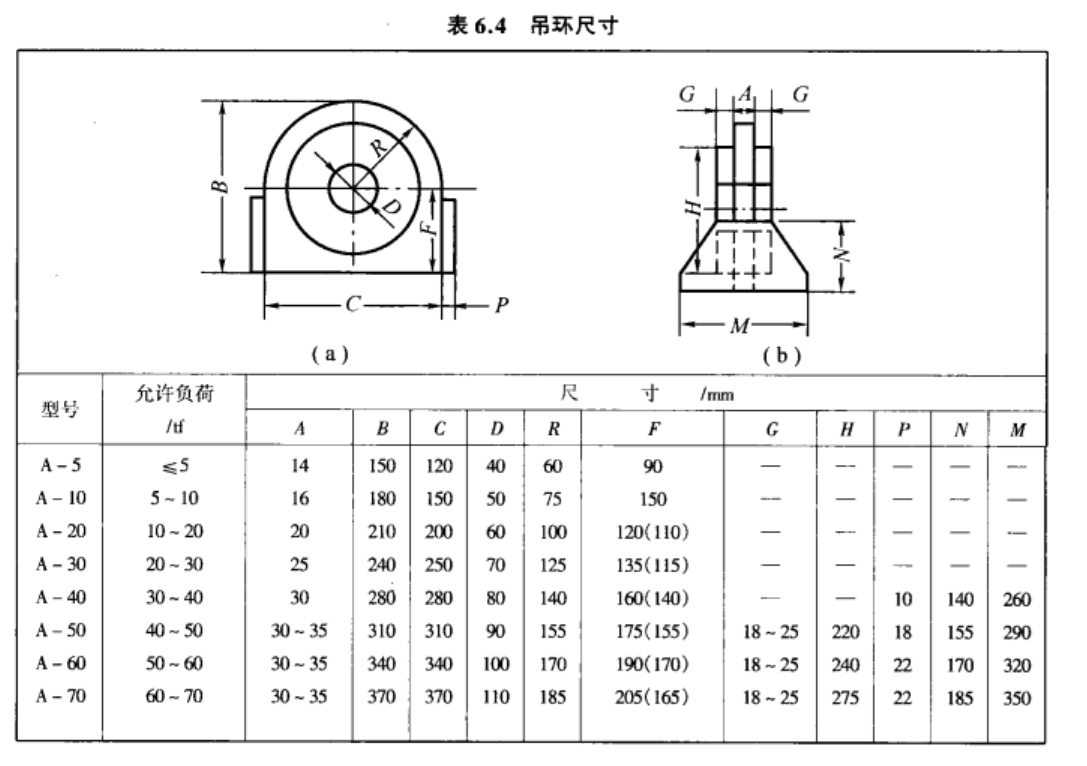 表 6.4 吊环尺寸
G A G
R
B
D
H
F
N
C P
M
(a) (b)
型号 允许负荷/tf 尺 寸 /mm
A B C D R F G H P N M
A-5 ≤5 14 150 120 40 60 90 — — — — —
A-10 5~10 16 180 150 50 75 150 — — — — —
A-20 10~20 20 210 200 60 100 120(110) — — — — —
A-30 20~30 25 240 250 70 125 135(115) — — — — —
A-40 30~40 30 280 280 80 140 160(140) — — 10 140 260
A-50 40~50 30~35 310 310 90 155 175(155) 18~25 220 18 155 290
A-60 50~60 30~35 340 340 100 170 190(170) 18~25 240 22 170 320
A-70 60~70 30~35 370 370 110 185 205(165) 18~25 275 22 185 350